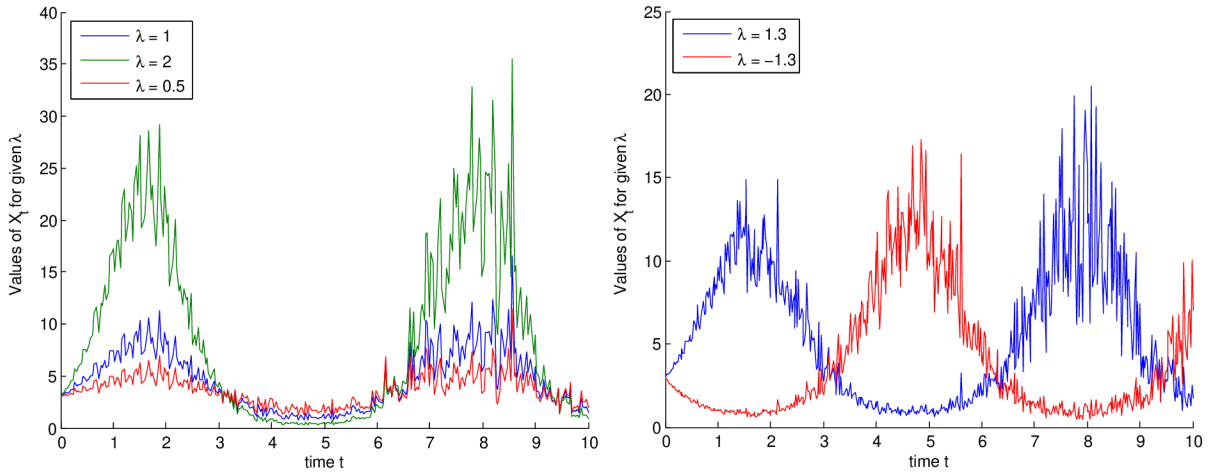 40
35
30
25
20
15
10
5
0
0 1 2 3 4 5 6 7 8 9 10
time t
Values of X_t for given λ
λ = 1
λ = 2
λ = 0.5
25
20
15
10
5
0
0 1 2 3 4 5 6 7 8 9 10
time t
Values of X_t for given λ
λ = 1.3
λ = −1.3